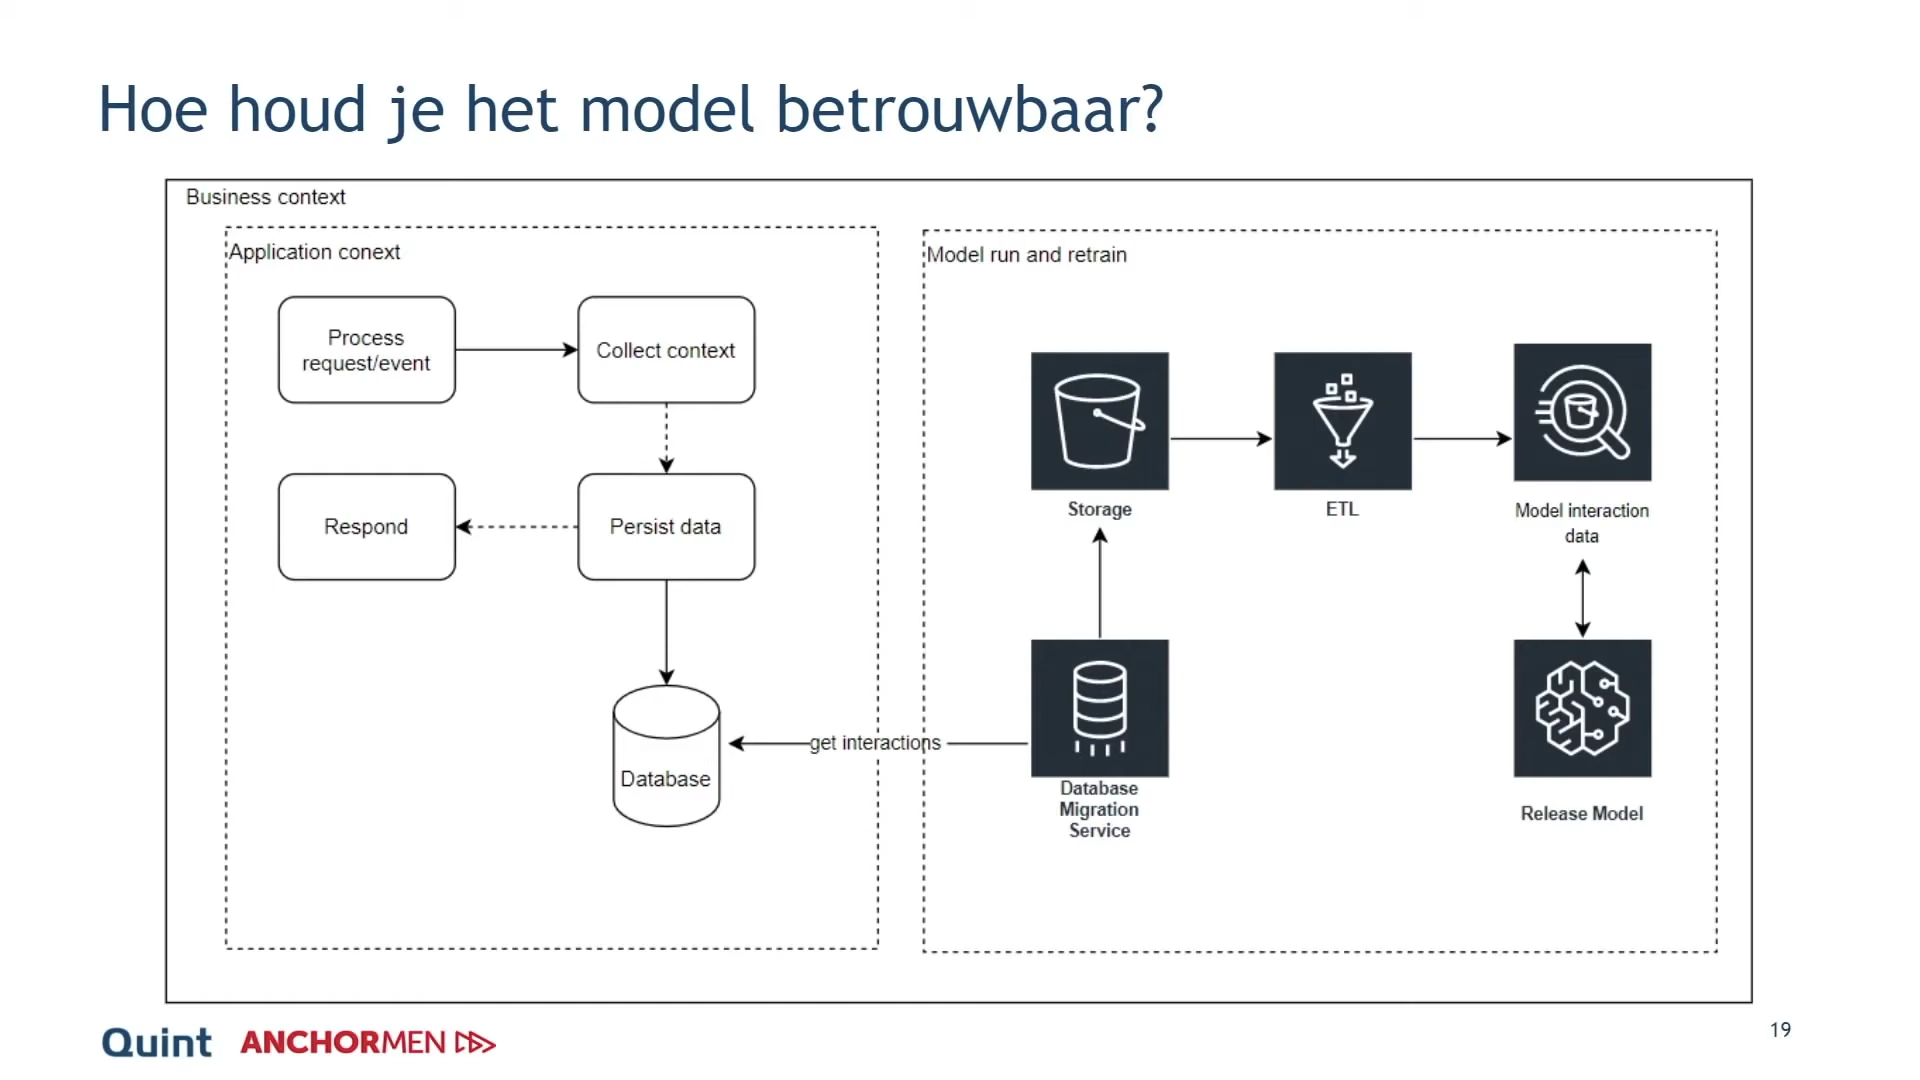 Hoe houd je het model betrouwbaar?
Business context
Application conext
Process
request/event
Collect context
Respond
Persist data
Database
get interactions
Model run and retrain
Storage
ETL
Model interaction
data
Database
Migration
Service
Release Model
Quint
ANCHORMEN
19